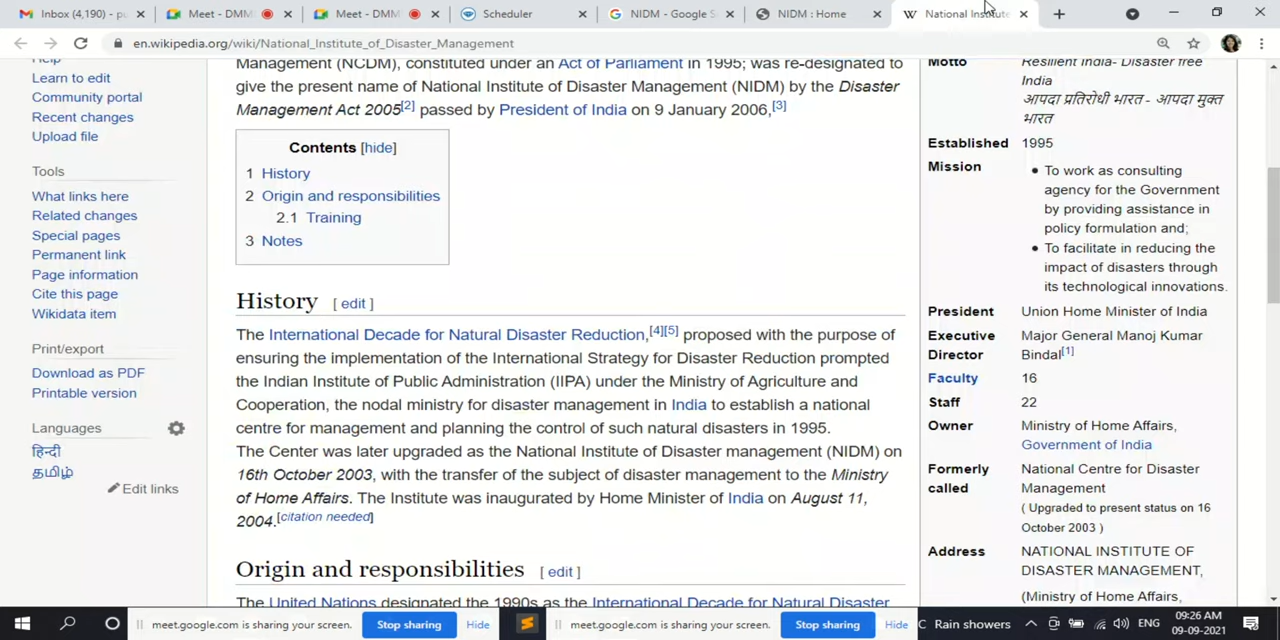 Inbox (4,190) - p
Meet - DMM
Meet - DMM
Scheduler
NIDM - Google S
NIDM : Home
National Institute
en.wikipedia.org/wiki/National_Institute_of_Disaster_Management
Help
Learn to edit
Community portal
Recent changes
Upload file
Tools
What links here
Related changes
Special pages
Permanent link
Page information
Cite this page
Wikidata item
Print/export
Download as PDF
Printable version
Languages
हिन्दी
தமிழ்
Edit links
Management (NCDM), constituted under an Act of Parliament in 1995; was re-designated to
give the present name of National Institute of Disaster Management (NIDM) by the Disaster
Management Act 2005[2] passed by President of India on 9 January 2006,[3]
Contents [hide]
1 History
2 Origin and responsibilities
2.1 Training
3 Notes
History [ edit ]
The International Decade for Natural Disaster Reduction,[4][5] proposed with the purpose of
ensuring the implementation of the International Strategy for Disaster Reduction prompted
the Indian Institute of Public Administration (IIPA) under the Ministry of Agriculture and
Cooperation, the nodal ministry for disaster management in India to establish a national
centre for management and planning the control of such natural disasters in 1995.
The Center was later upgraded as the National Institute of Disaster management (NIDM) on
16th October 2003, with the transfer of the subject of disaster management to the Ministry
of Home Affairs. The Institute was inaugurated by Home Minister of India on August 11,
2004.[citation needed]
Origin and responsibilities [ edit ]
The United Nations designated the 1990s as the International Decade for Natural Disaster
Motto Resilient India- Disaster free
India
आपदा प्रतिरोधी भारत - आपदा मुक्त
भारत
Established 1995
Mission
• To work as consulting
agency for the Government
by providing assistance in
policy formulation and;
• To facilitate in reducing the
impact of disasters through
its technological innovations.
President Union Home Minister of India
Executive Major General Manoj Kumar
Director Bindal[1]
Faculty 16
Staff 22
Owner Ministry of Home Affairs,
Government of India
Formerly National Centre for Disaster
called Management
( Upgraded to present status on 16
October 2003 )
Address NATIONAL INSTITUTE OF
DISASTER MANAGEMENT,
(Ministry of Home Affairs,
meet.google.com is sharing your screen. Stop sharing Hide
meet.google.com is sharing your screen. Stop sharing Hide
C Rain showers
ENG
09:26 AM
09-09-2021